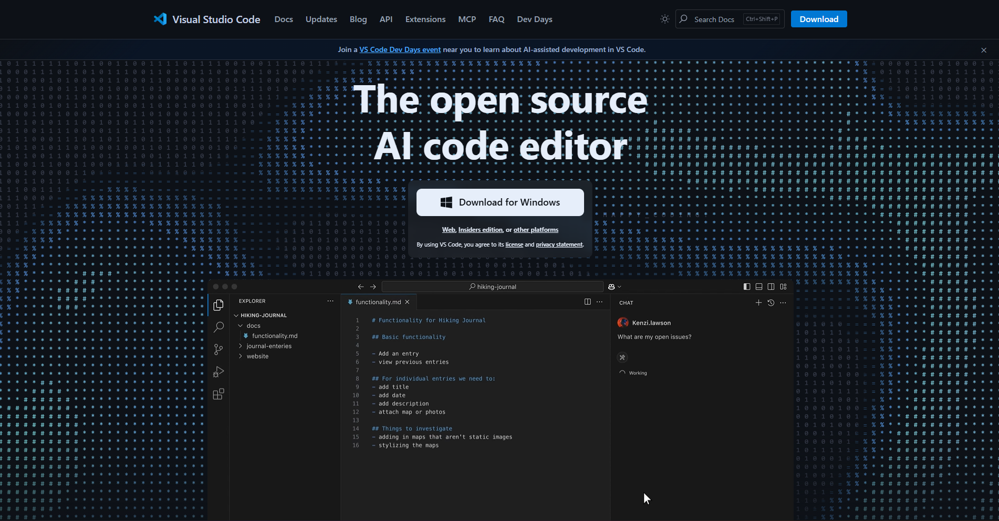 Visual Studio Code Docs Updates Blog API Extensions MCP FAQ Dev Days Search Docs Ctrl+Shift+P Download
Join a VS Code Dev Days event near you to learn about AI-assisted development in VS Code.
The open source
AI code editor
Download for Windows
HAPPY_CODING!
Web, Insiders edition, or other platforms
By using VS Code, you agree to its license and privacy statement.
hiking-journal
EXPLORER
HIKING-JOURNAL
docs
functionality.md
journal-enteries
website
functionality.md
1 # Functionality for Hiking Journal
2
3 ## Basic functionality
4
5 - Add an entry
6 - view previous entries
7
8 ## For individual entries we need to:
9 - add title
10 - add date
11 - add description
12 - attach map or photos
13
14 ## Things to investigate
15 - adding in maps that aren't static images
16 - stylizing the maps
CHAT
Kenzi.lawson
What are my open issues?
Working